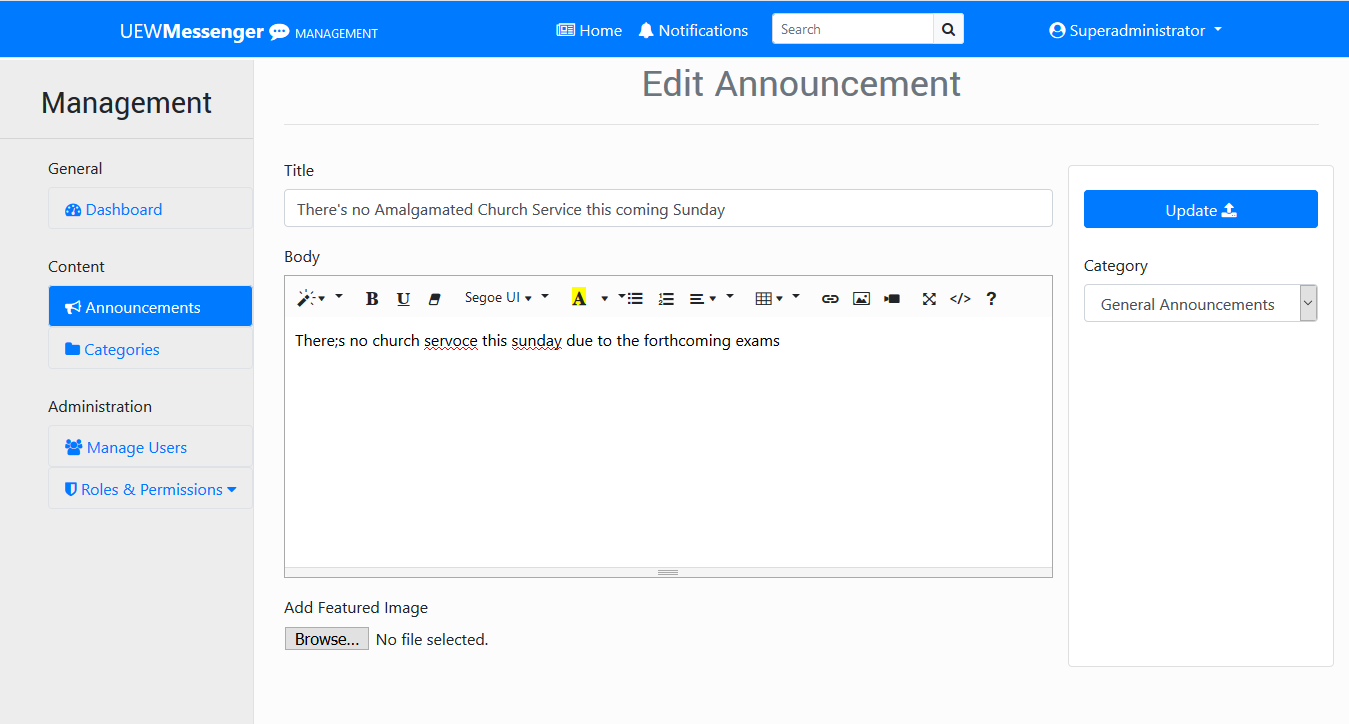 UEWMessenger MANAGEMENT Home Notifications Search Superadministrator
Management
Edit Announcement
General
Dashboard
Content
Announcements
Categories
Administration
Manage Users
Roles & Permissions
Title
There's no Amalgamated Church Service this coming Sunday
Body
B U Segoe UI A </> ?
There;s no church servoce this sunday due to the forthcoming exams
Add Featured Image
Browse... No file selected.
Update
Category
General Announcements